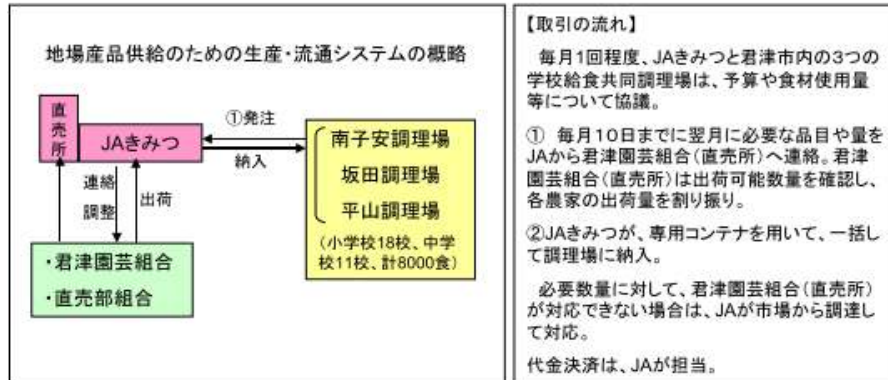 地場産品供給のための生産・流通システムの概略
直売所
JAきみつ
①発注
納入
連絡
調整
出荷
南子安調理場
坂田調理場
平山調理場
(小学校18校、中学
校11校、計8000食)
・君津園芸組合
・直売部組合
【取引の流れ】
毎月1回程度、JAきみつと君津市内の3つの
学校給食共同調理場は、予算や食材使用量
等について協議。
① 毎月10日までに翌月に必要な品目や量を
JAから君津園芸組合(直売所)へ連絡。君津
園芸組合(直売所)は出荷可能数量を確認し、
各農家の出荷量を割り振り。
②JAきみつが、専用コンテナを用いて、一括し
て調理場に納入。
必要数量に対して、君津園芸組合(直売所)
が対応できない場合は、JAが市場から調達し
て対応。
代金決済は、JAが担当。